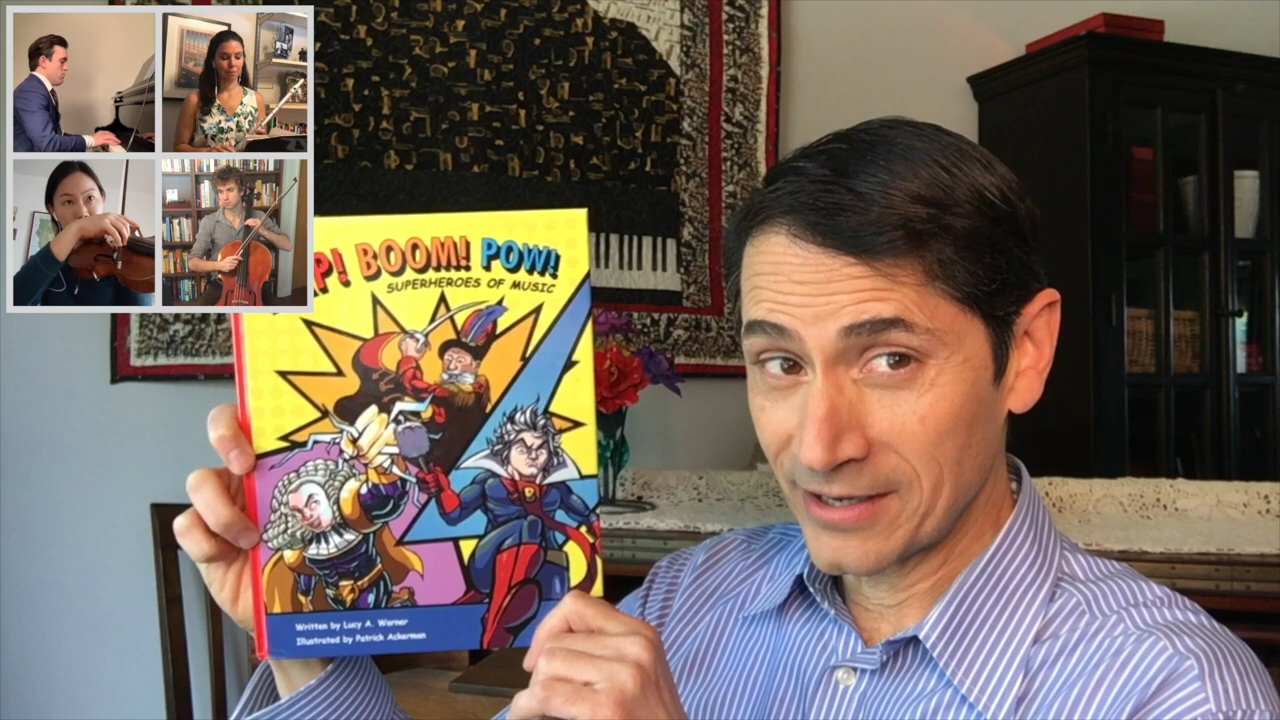 P! BOOM! POW!
SUPERHEROES OF MUSIC
Written by Lucy A. Warner
Illustrated by Patrick Ackerman